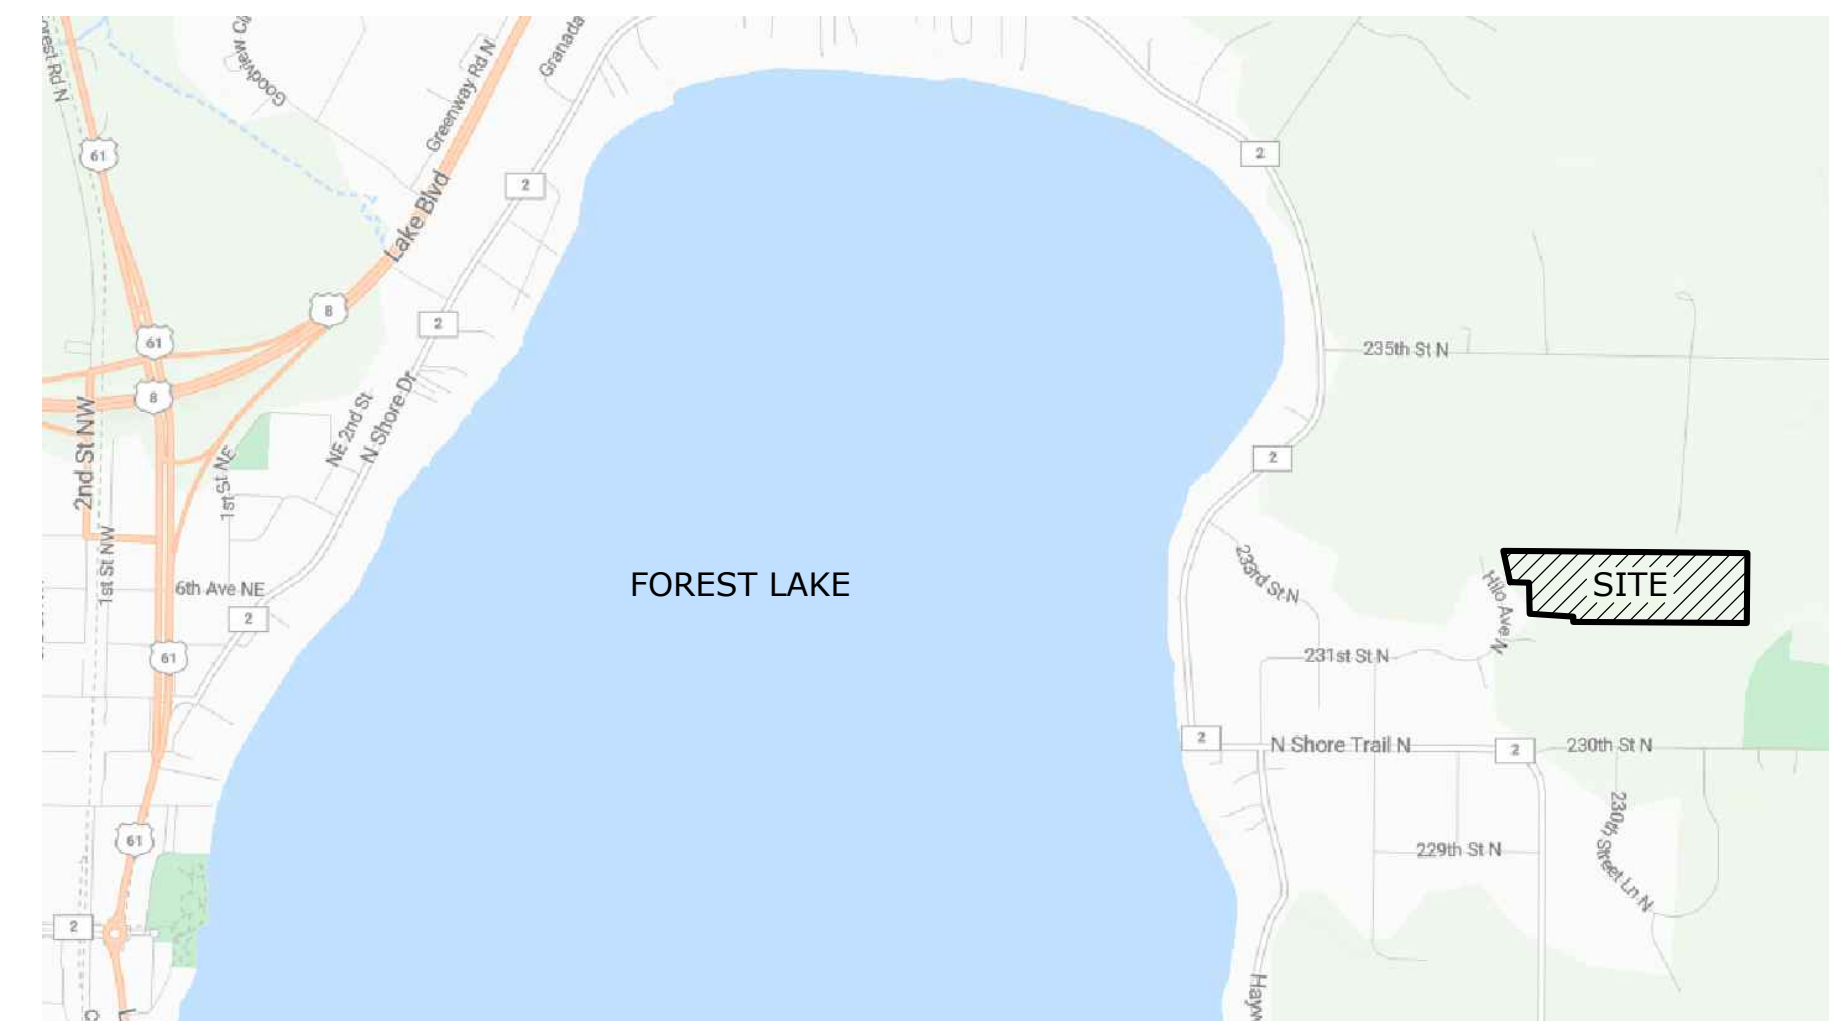 orest Rd N
Goodview C
Greenway Rd N
Granada
61
2
2
Lake Blvd
8
2
61
235th St N
8
2nd St NW
1st St NE
NE 2nd St
N Shore Dr
2
1st St NW
6th Ave NE
FOREST LAKE
233rd St N
Hilo Ave N
SITE
2
61
231st St N
2
N Shore Trail N
2
230th St N
61
229th St N
230th Street Ln N
2
Hayw